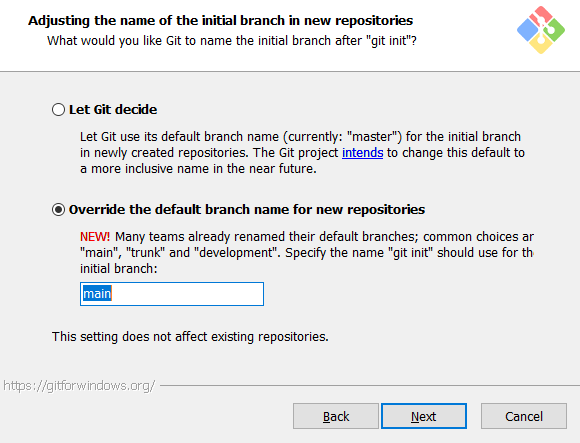 Adjusting the name of the initial branch in new repositories
What would you like Git to name the initial branch after "git init"?
Let Git decide
Let Git use its default branch name (currently: "master") for the initial branch
in newly created repositories. The Git project intends to change this default to
a more inclusive name in the near future.
Override the default branch name for new repositories
NEW! Many teams already renamed their default branches; common choices ar
"main", "trunk" and "development". Specify the name "git init" should use for the
initial branch:
main
This setting does not affect existing repositories.
https://gitforwindows.org/
Back
Next
Cancel